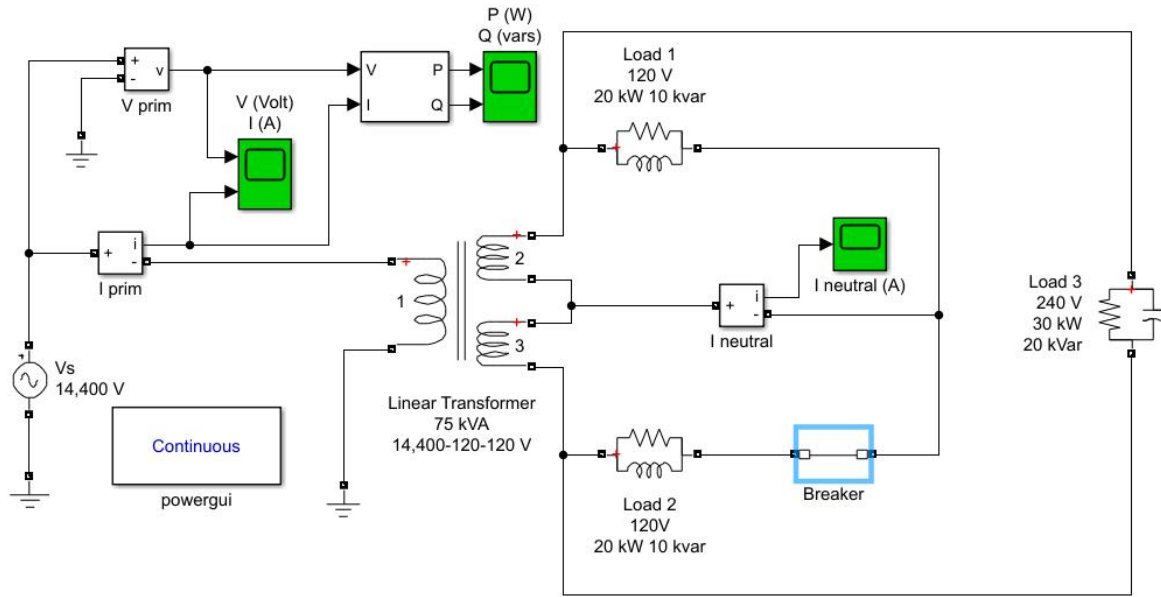 P (W)
Q (vars)
+
-
v
V prim
V
I
P
Q
V (Volt)
I (A)
Load 1
120 V
20 kW 10 kvar
+
i
-
I prim
+
1
+
2
+
3
+
i
-
I neutral
I neutral (A)
Load 3
240 V
30 kW
20 kVar
Vs
14,400 V
Continuous
powergui
Linear Transformer
75 kVA
14,400-120-120 V
Load 2
120V
20 kW 10 kvar
Breaker